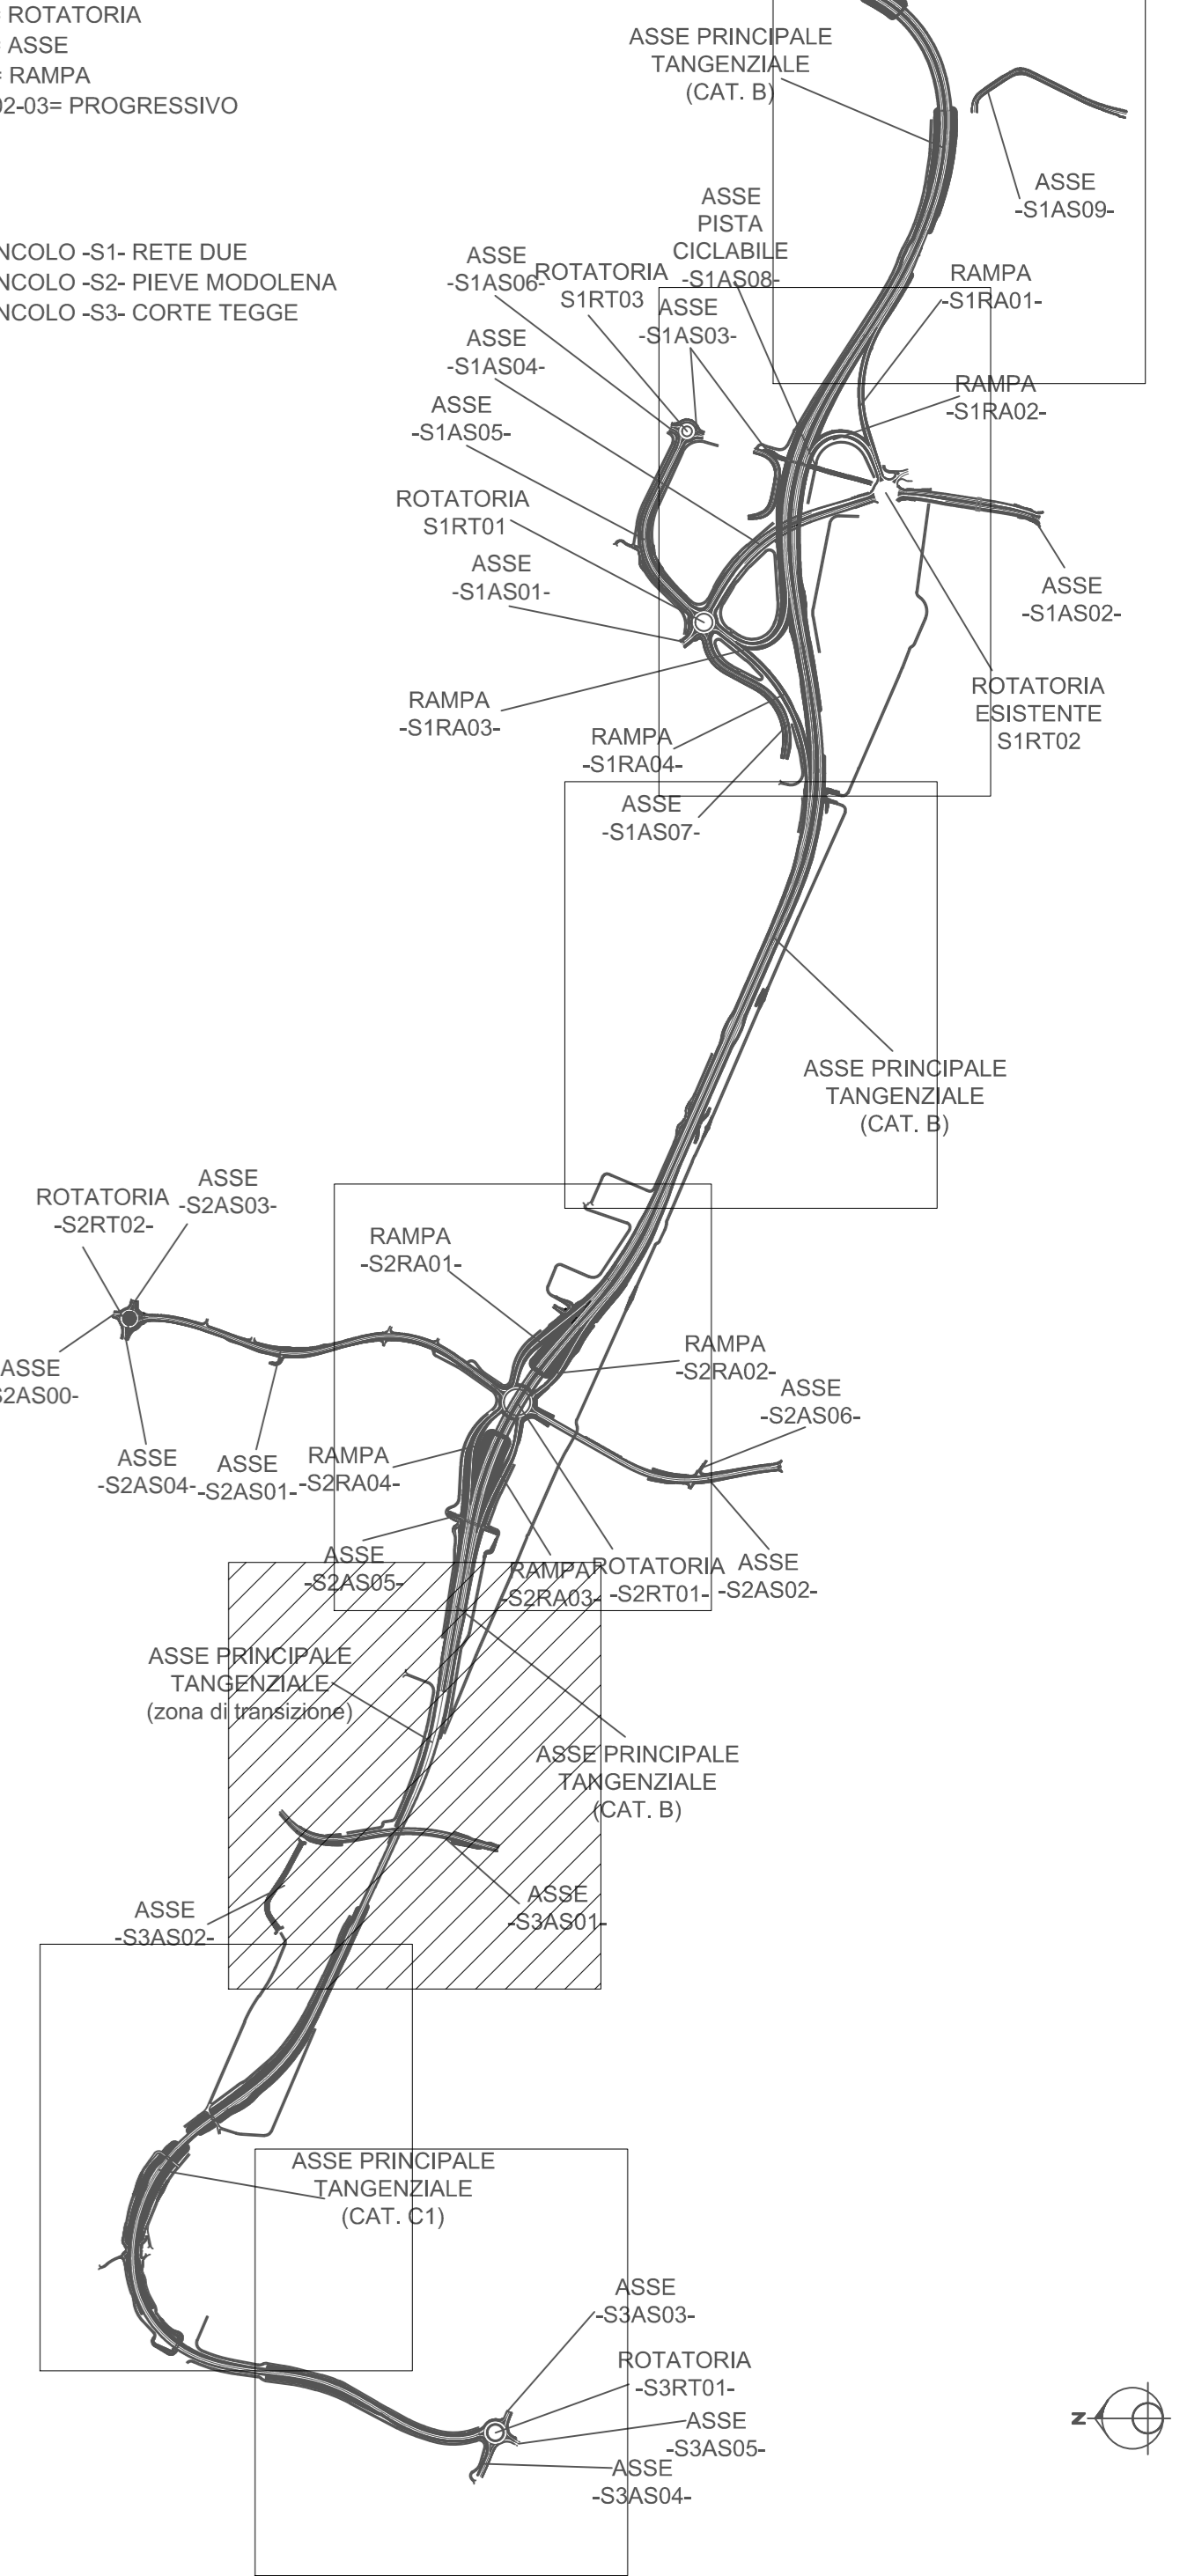 = ROTATORIA
= ASSE
= RAMPA
02-03= PROGRESSIVO
NCOLO -S1- RETE DUE
NCOLO -S2- PIEVE MODOLENA
NCOLO -S3- CORTE TEGGE
ASSE PRINCIPALE
TANGENZIALE
(CAT. B)
ASSE
-S1AS09-
ASSE
PISTA
CICLABILE
-S1AS08-
ASSE
-S1AS06-
ROTATORIA
S1RT03
ASSE
-S1AS03-
RAMPA
-S1RA01-
ASSE
-S1AS04-
RAMPA
-S1RA02-
ASSE
-S1AS05-
ROTATORIA
S1RT01
ASSE
-S1AS01-
ASSE
-S1AS02-
ROTATORIA
ESISTENTE
S1RT02
RAMPA
-S1RA03-
RAMPA
-S1RA04-
ASSE
-S1AS07-
ASSE PRINCIPALE
TANGENZIALE
(CAT. B)
ROTATORIA
-S2RT02-
ASSE
-S2AS03-
RAMPA
-S2RA01-
RAMPA
-S2RA02-
ASSE
S2AS00-
ASSE
-S2AS06-
ASSE
-S2AS04-
ASSE
-S2AS01-
RAMPA
-S2RA04-
ASSE
-S2AS05-
RAMPA
-S2RA03-
ROTATORIA
-S2RT01-
ASSE
-S2AS02-
ASSE PRINCIPALE
TANGENZIALE
(zona di transizione)
ASSE PRINCIPALE
TANGENZIALE
(CAT. B)
ASSE
-S3AS02-
ASSE
-S3AS01-
ASSE PRINCIPALE
TANGENZIALE
(CAT. C1)
ASSE
-S3AS03-
ROTATORIA
-S3RT01-
ASSE
-S3AS05-
ASSE
-S3AS04-
N